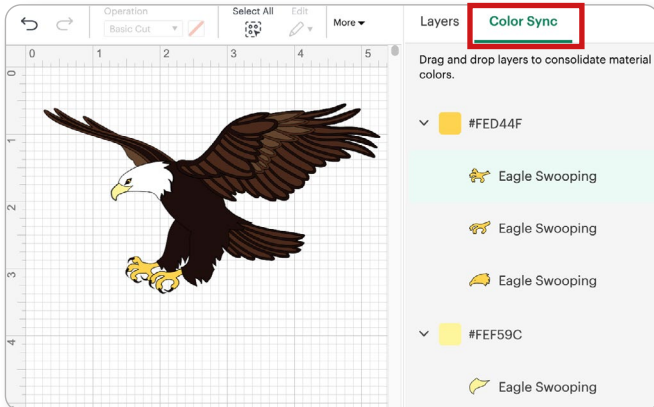 Operation
Basic Cut
Select All
Edit
More
Layers
Color Sync
0 1 2 3 4 5
0
1
2
3
4
Drag and drop layers to consolidate material
colors.
#FED44F
Eagle Swooping
Eagle Swooping
Eagle Swooping
#FEF59C
Eagle Swooping